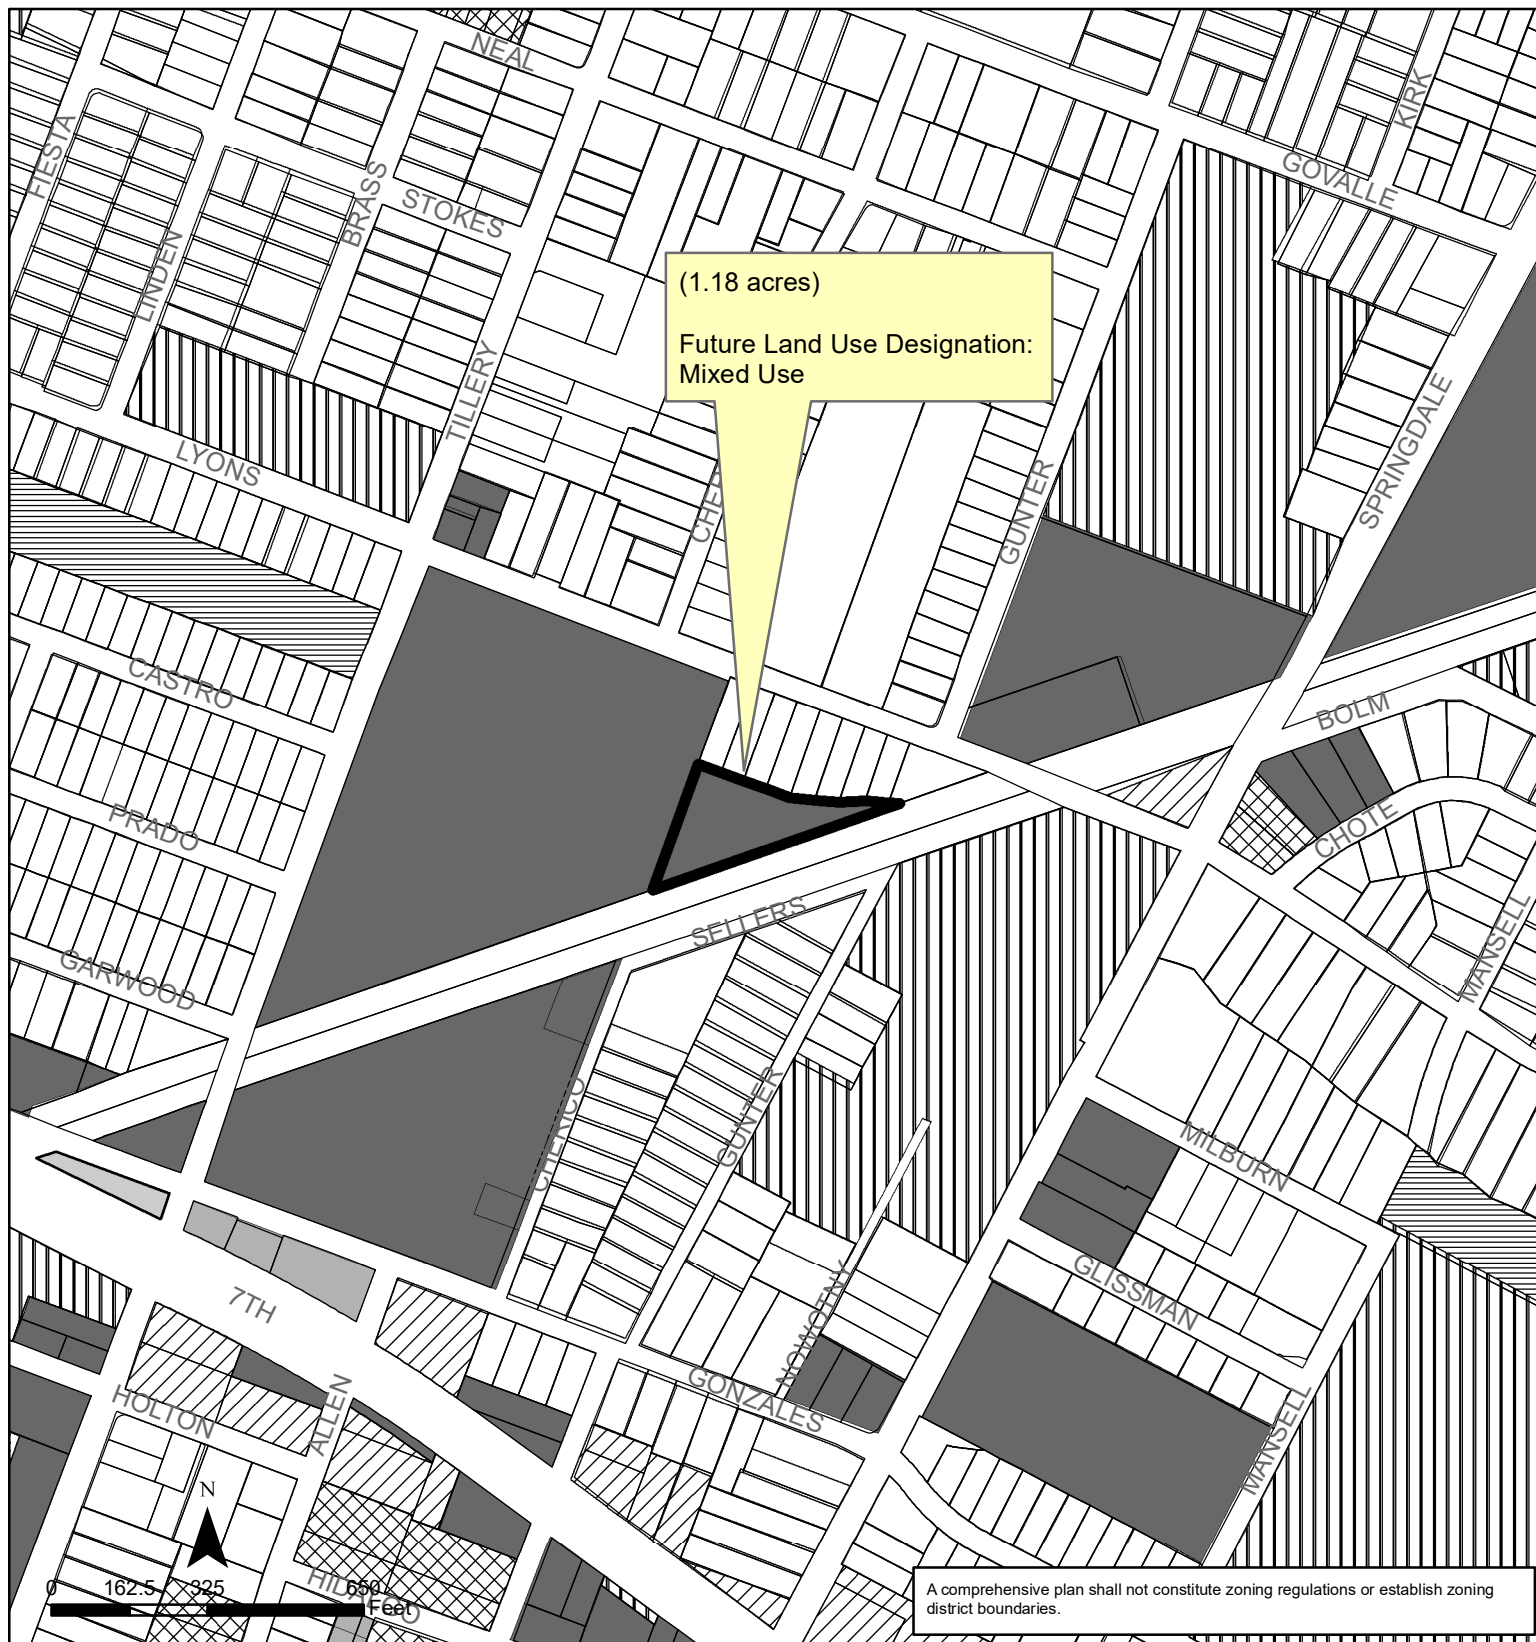 NEAL
KIRK
FIESTA
GOVALLE
BRASS
STOKES
LINDEN
(1.18 acres)
Future Land Use Designation:
Mixed Use
TILLERY
SPRINGDALE
LYONS
GUNTER
CASTRO
BOLM
PRADO
CHOTE
SELLERS
MANSELL
GARWOOD
CHERICO
GUNTER
MILBURN
7TH
GLISSMAN
NOWOTNY
GONZALES
HOLTON
ALLEN
MANSELL
N
0 162.5 325 650
Feet
A comprehensive plan shall not constitute zoning regulations or establish zoning
district boundaries.